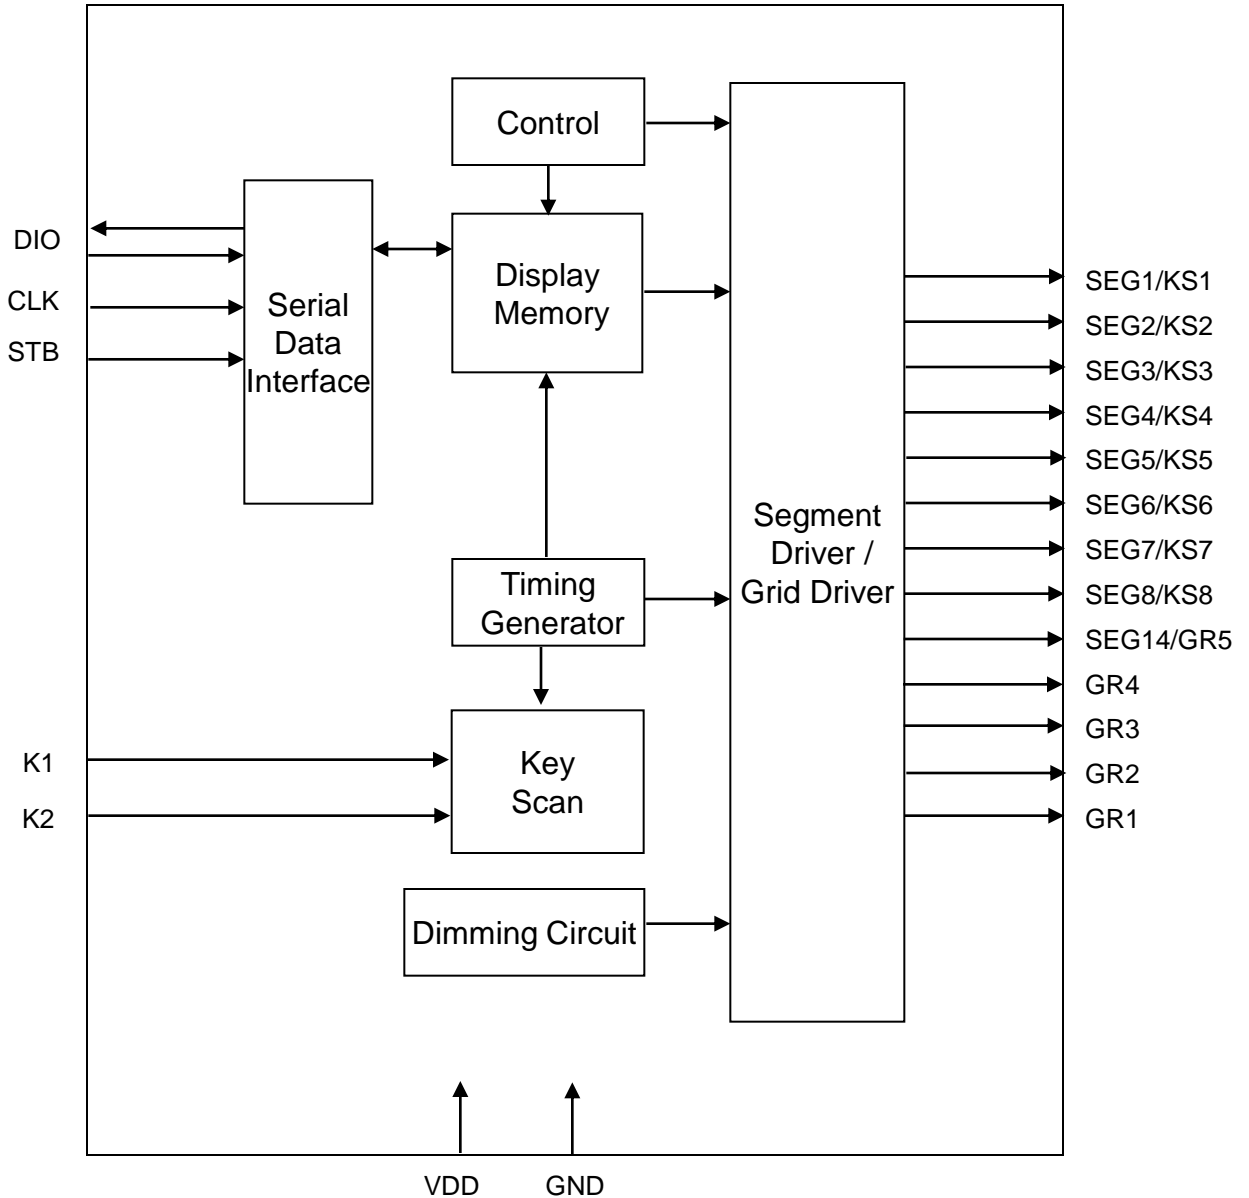 Control
DIO
CLK
STB
Serial
Data
Interface
Display
Memory
Timing
Generator
K1
K2
Key
Scan
Dimming Circuit
Segment
Driver /
Grid Driver
SEG1/KS1
SEG2/KS2
SEG3/KS3
SEG4/KS4
SEG5/KS5
SEG6/KS6
SEG7/KS7
SEG8/KS8
SEG14/GR5
GR4
GR3
GR2
GR1
VDD
GND